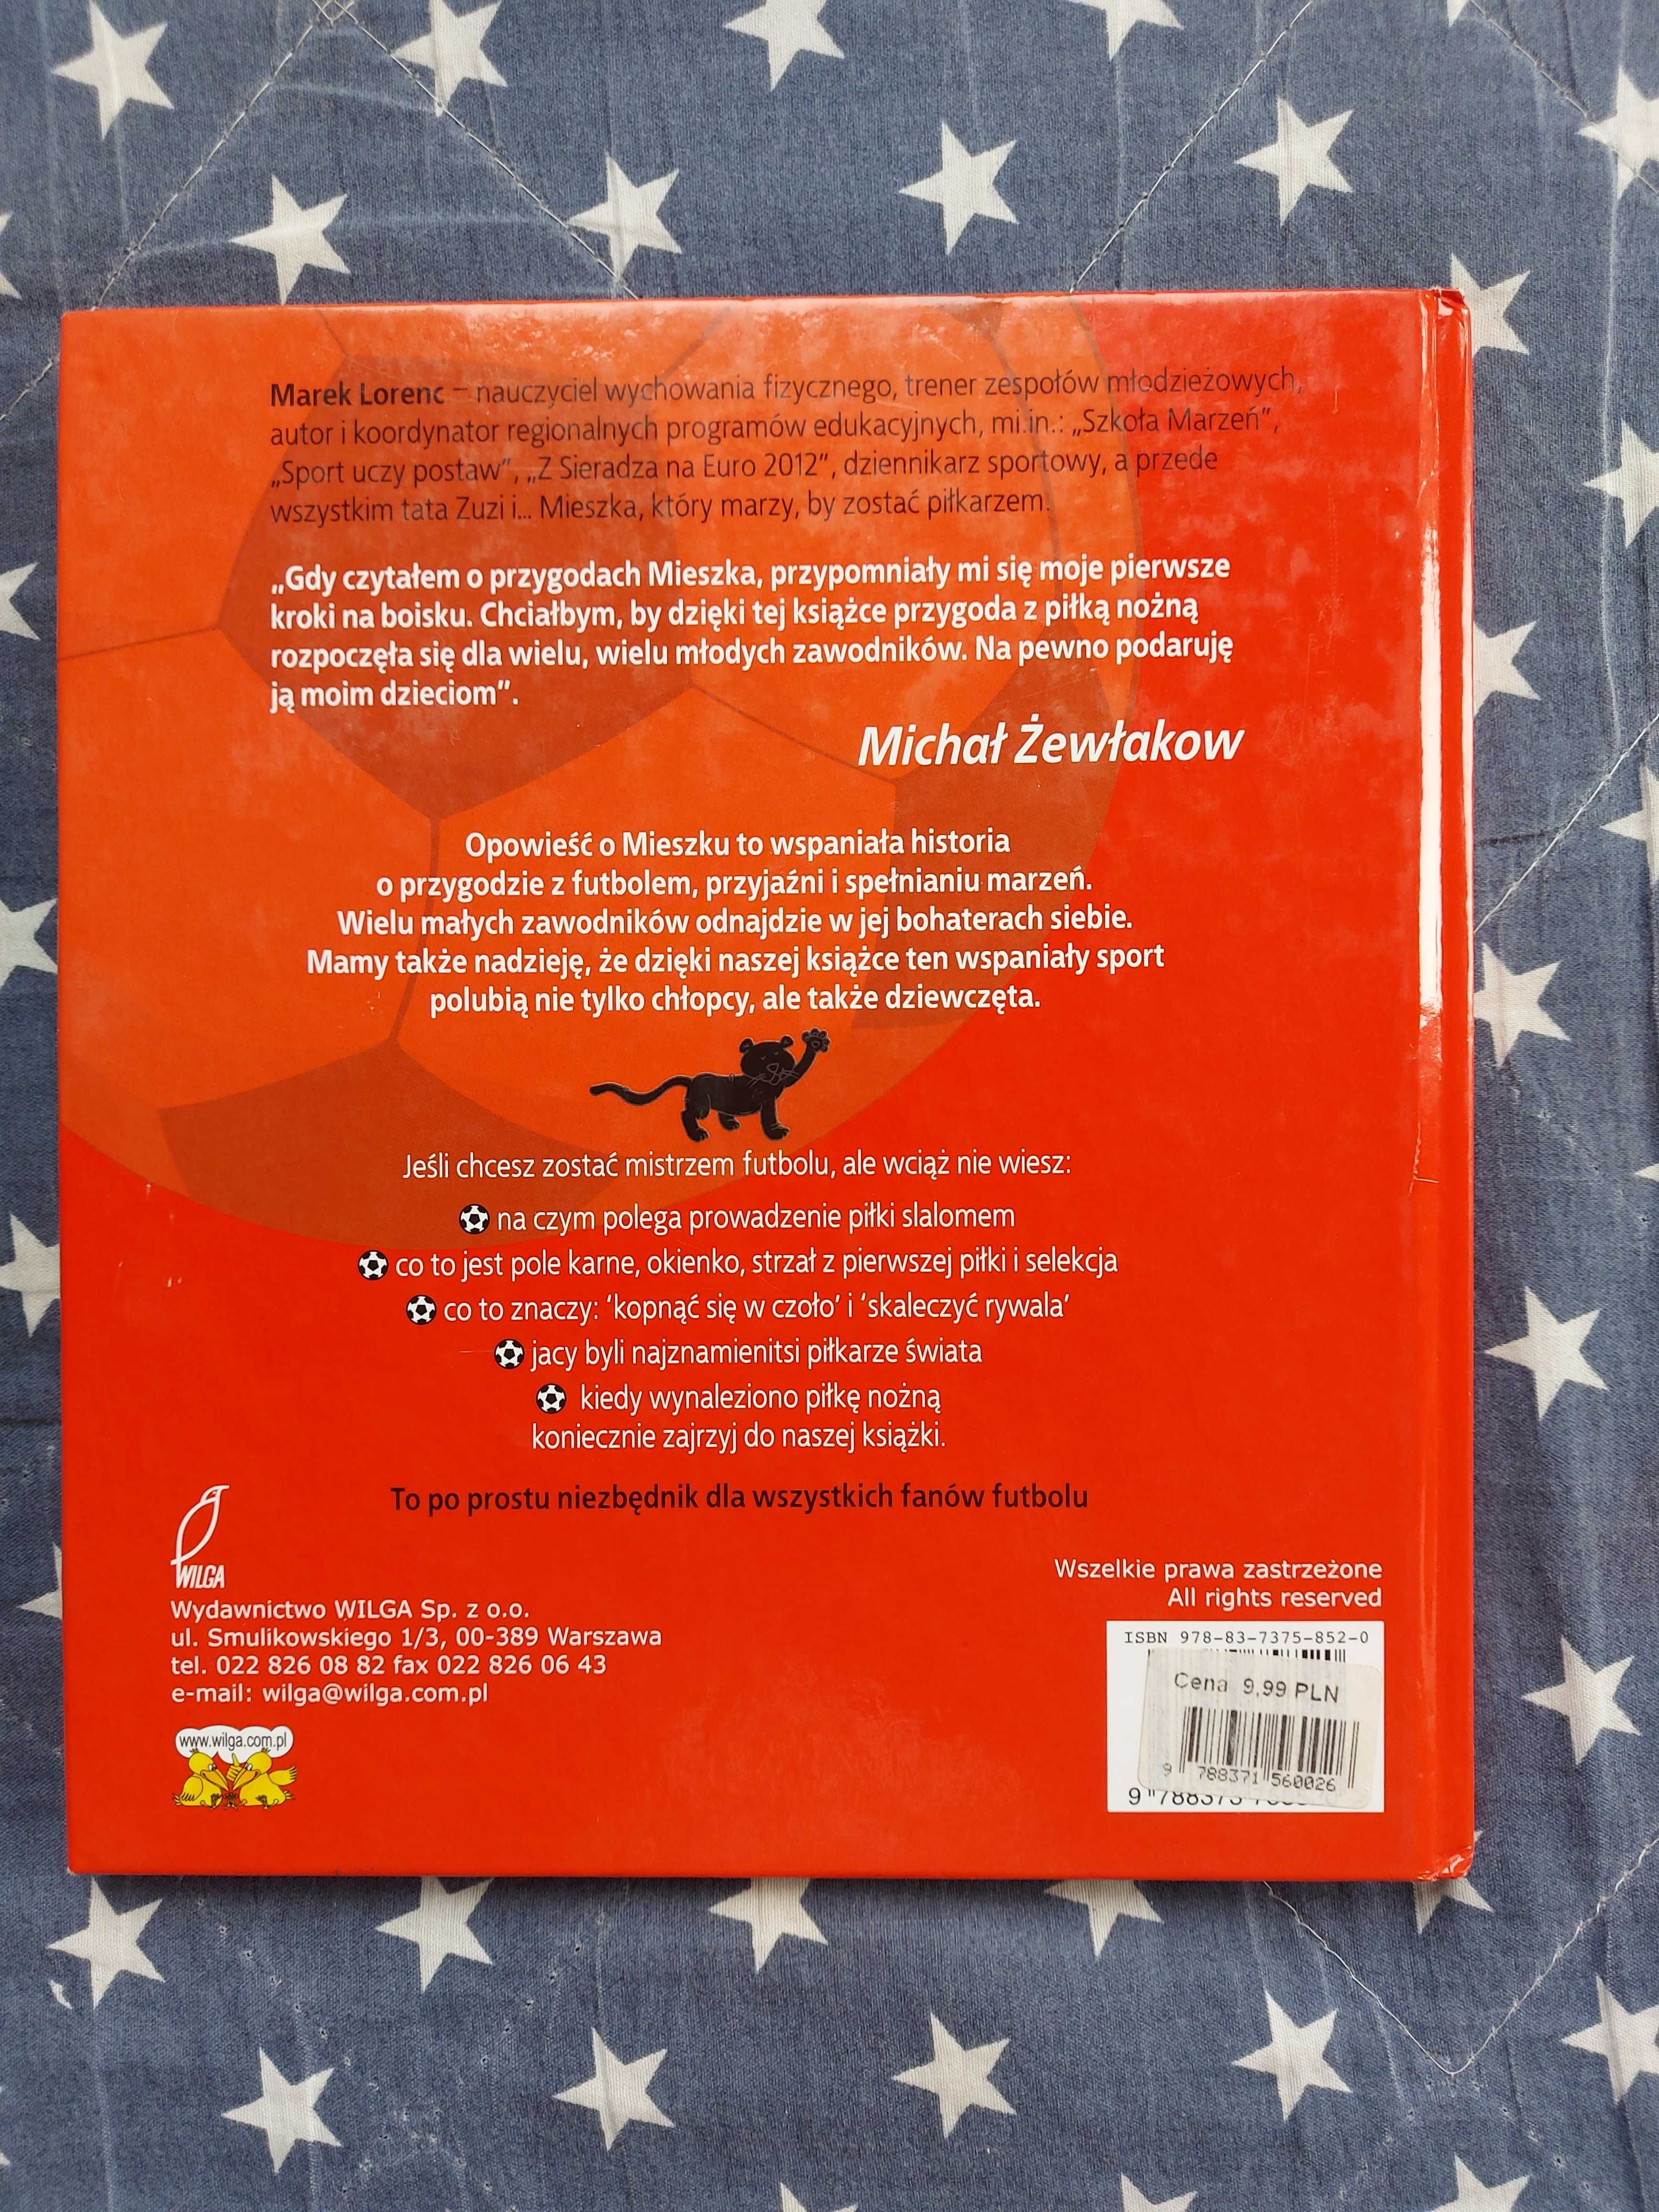 Marek Lorenc – nauczyciel wychowania fizycznego, trener zespołów młodzieżowych,
autor i koordynator regionalnych programów edukacyjnych, mi.in.: „Szkoła Marzeń”,
„Sport uczy postaw”, „Z Sieradza na Euro 2012”, dziennikarz sportowy, a przede
wszystkim tata Zuzi i... Mieszka, który marzy, by zostać piłkarzem.
„Gdy czytałem o przygodach Mieszka, przypomniały mi się moje pierwsze
kroki na boisku. Chciałbym, by dzięki tej książce przygoda z piłką nożną
rozpoczęła się dla wielu, wielu młodych zawodników. Na pewno podaruję
ją moim dzieciom”.
Michał Żewłakow
Opowieść o Mieszku to wspaniała historia
o przygodzie z futbolem, przyjaźni i spełnianiu marzeń.
Wielu małych zawodników odnajdzie w jej bohaterach siebie.
Mamy także nadzieję, że dzięki naszej książce ten wspaniały sport
polubią nie tylko chłopcy, ale także dziewczęta.
Jeśli chcesz zostać mistrzem futbolu, ale wciąż nie wiesz:
na czym polega prowadzenie piłki slalomem
co to jest pole karne, okienko, strzał z pierwszej piłki i selekcja
co to znaczy: ‘kopnąć się w czoło’ i ‘skaleczyć rywala’
jacy byli najznamienitsi piłkarze świata
kiedy wynaleziono piłkę nożną
koniecznie zajrzyj do naszej książki.
To po prostu niezbędnik dla wszystkich fanów futbolu
WILGA
Wydawnictwo WILGA Sp. z o.o.
ul. Smulikowskiego 1/3, 00-389 Warszawa
tel. 022 826 08 82 fax 022 826 06 43
e-mail: wilga@wilga.com.pl
www.wilga.com.pl
Wszelkie prawa zastrzeżone
All rights reserved
ISBN 978-83-7375-852-0
Cena 9,99 PLN
9 788371 560026